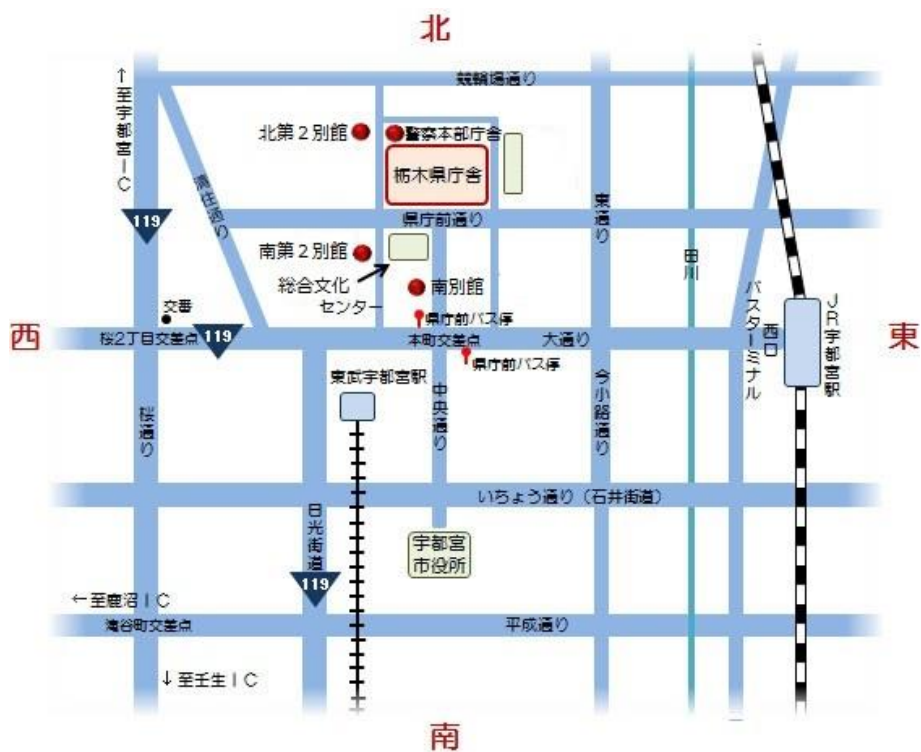 北
競輪場通り
↑至宇都宮IC
北第2別館
警察本部庁舎
栃木県庁舎
清住通り
119
県庁前通り
東通り
田川
南第2別館
総合文化
センター
南別館
交番
県庁前バス停
西
桜2丁目交差点
119
本町交差点
大通り
県庁前バス停
バスターミナル
西口
JR宇都宮駅
東
東武宇都宮駅
桜通り
中央通り
今小路通り
いちょう通り(石井街道)
日光街道
宇都宮
市役所
119
←至鹿沼IC
滝谷町交差点
平成通り
↓至壬生IC
南